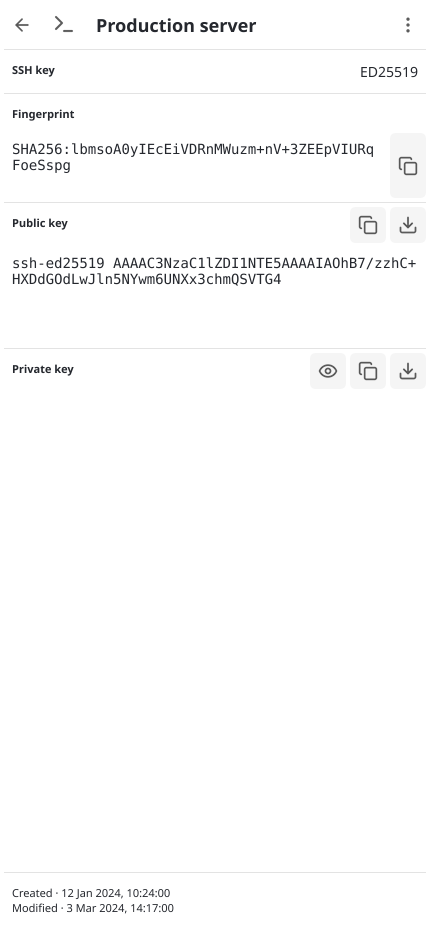 Production server
SSH key
ED25519
Fingerprint
SHA256:lbmsoA0yIEcEiVDRnMWuzm+nV+3ZEEpVIURq
FoeSspg
Public key
ssh-ed25519 AAAAC3NzaC1lZDI1NTE5AAAAIAOhB7/zzhC+
HXDdGOdLwJln5NYwm6UNXx3chmQSVTG4
Private key
Created · 12 Jan 2024, 10:24:00
Modified · 3 Mar 2024, 14:17:00